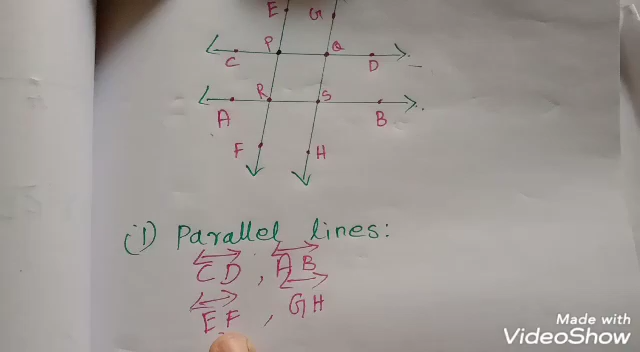 E G
P Q
C D
R S
A B
F H
(i) Parallel lines:
CD, AB
EF, GH
Made with
VideoShow